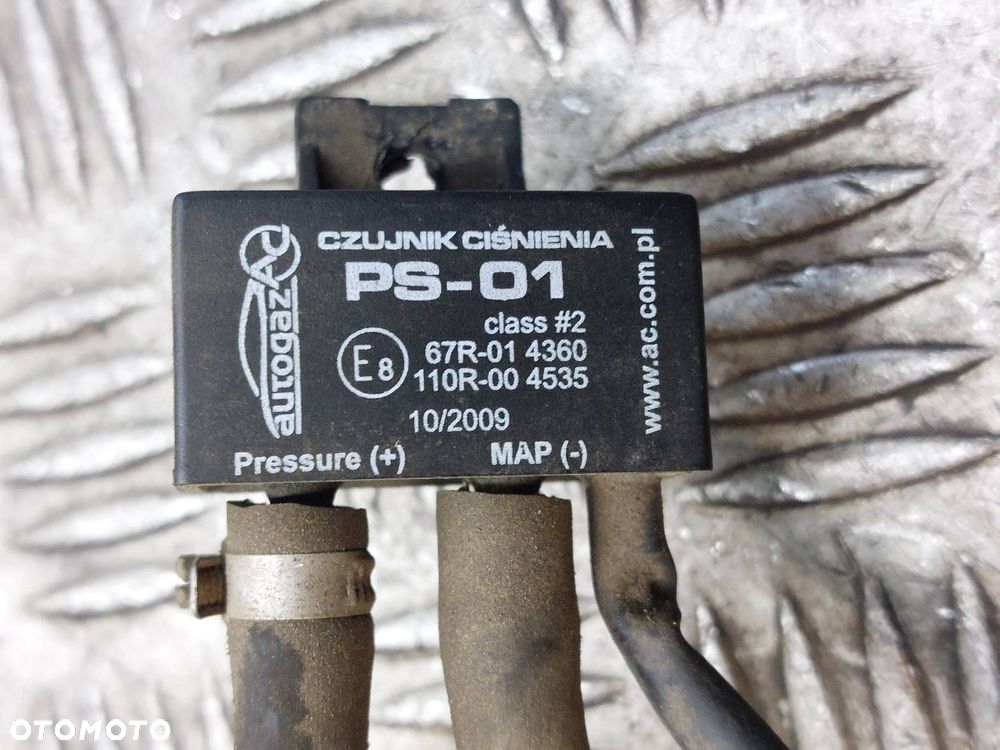 AC
autogaz
CZUJNIK CIŚNIENIA
PS-01
class #2
E8
67R-01 4360
110R-00 4535
10/2009
Pressure (+)
MAP (-)
www.ac.com.pl
OTOMOTO